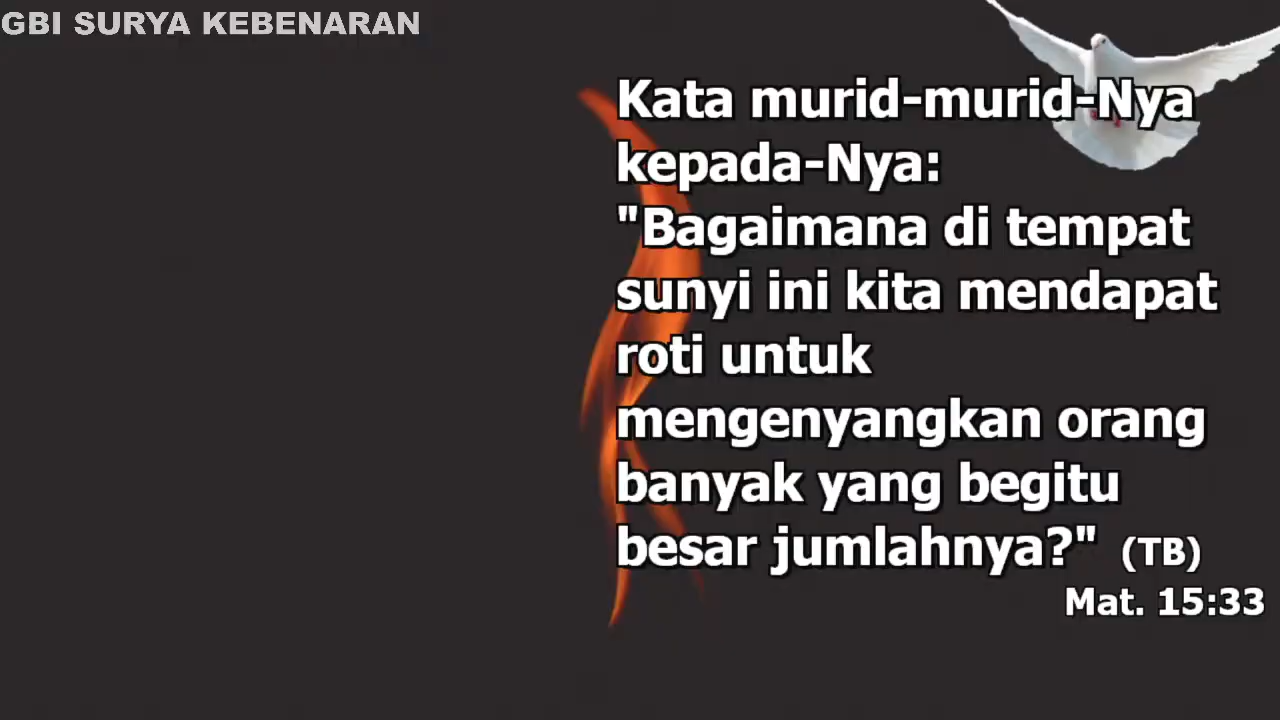 GBI SURYA KEBENARAN
Kata murid-murid-Nya
kepada-Nya:
"Bagaimana di tempat
sunyi ini kita mendapat
roti untuk
mengenyangkan orang
banyak yang begitu
besar jumlahnya?" (TB)
Mat. 15:33